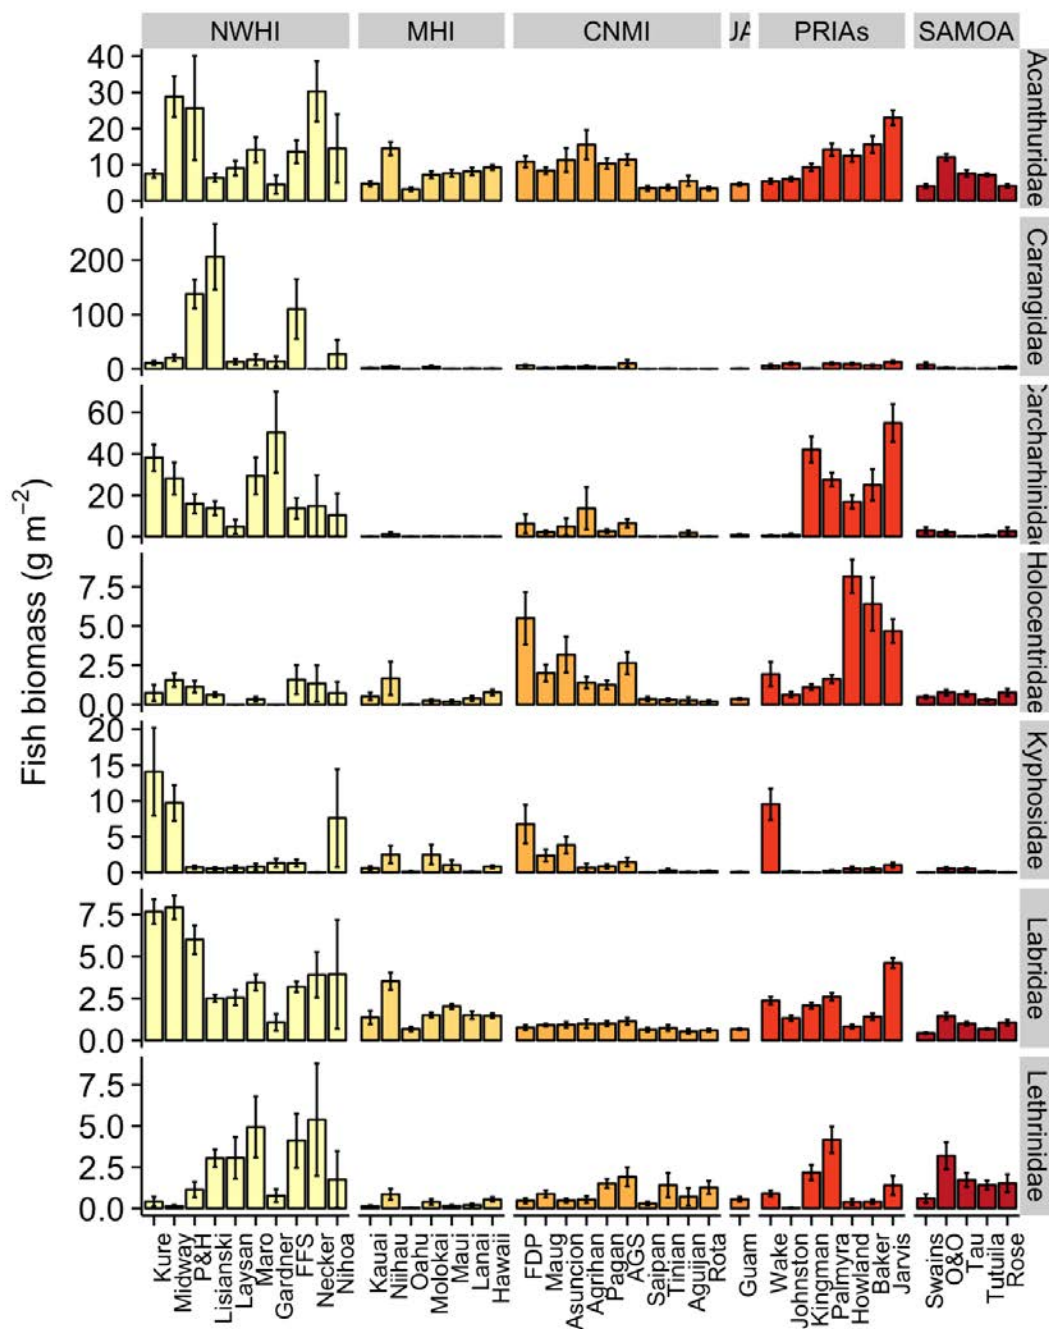 NWHI MHI CNMI UA PRIAs SAMOA
Fish biomass (g m⁻²)
40
30
20
10
0
Acanthuridae
200
100
0
Carangidae
60
40
20
0
Carcharhinidae
7.5
5.0
2.5
0.0
Holocentridae
20
15
10
5
0
Kyphosidae
7.5
5.0
2.5
0.0
Labridae
7.5
5.0
2.5
0.0
Lethrinidae
Kure
Midway
P&H
Lisianski
Laysan
Maro
Gardner
FFS
Necker
Nihoa
Kauai
Niihau
Oahu
Molokai
Maui
Lanai
Hawaii
FDP
Maug
Asuncion
Agrihan
Pagan
AGS
Saipan
Tinian
Aguijan
Rota
Guam
Wake
Johnston
Kingman
Palmyra
Howland
Baker
Jarvis
Swains
O&O
Tau
Tutuila
Rose